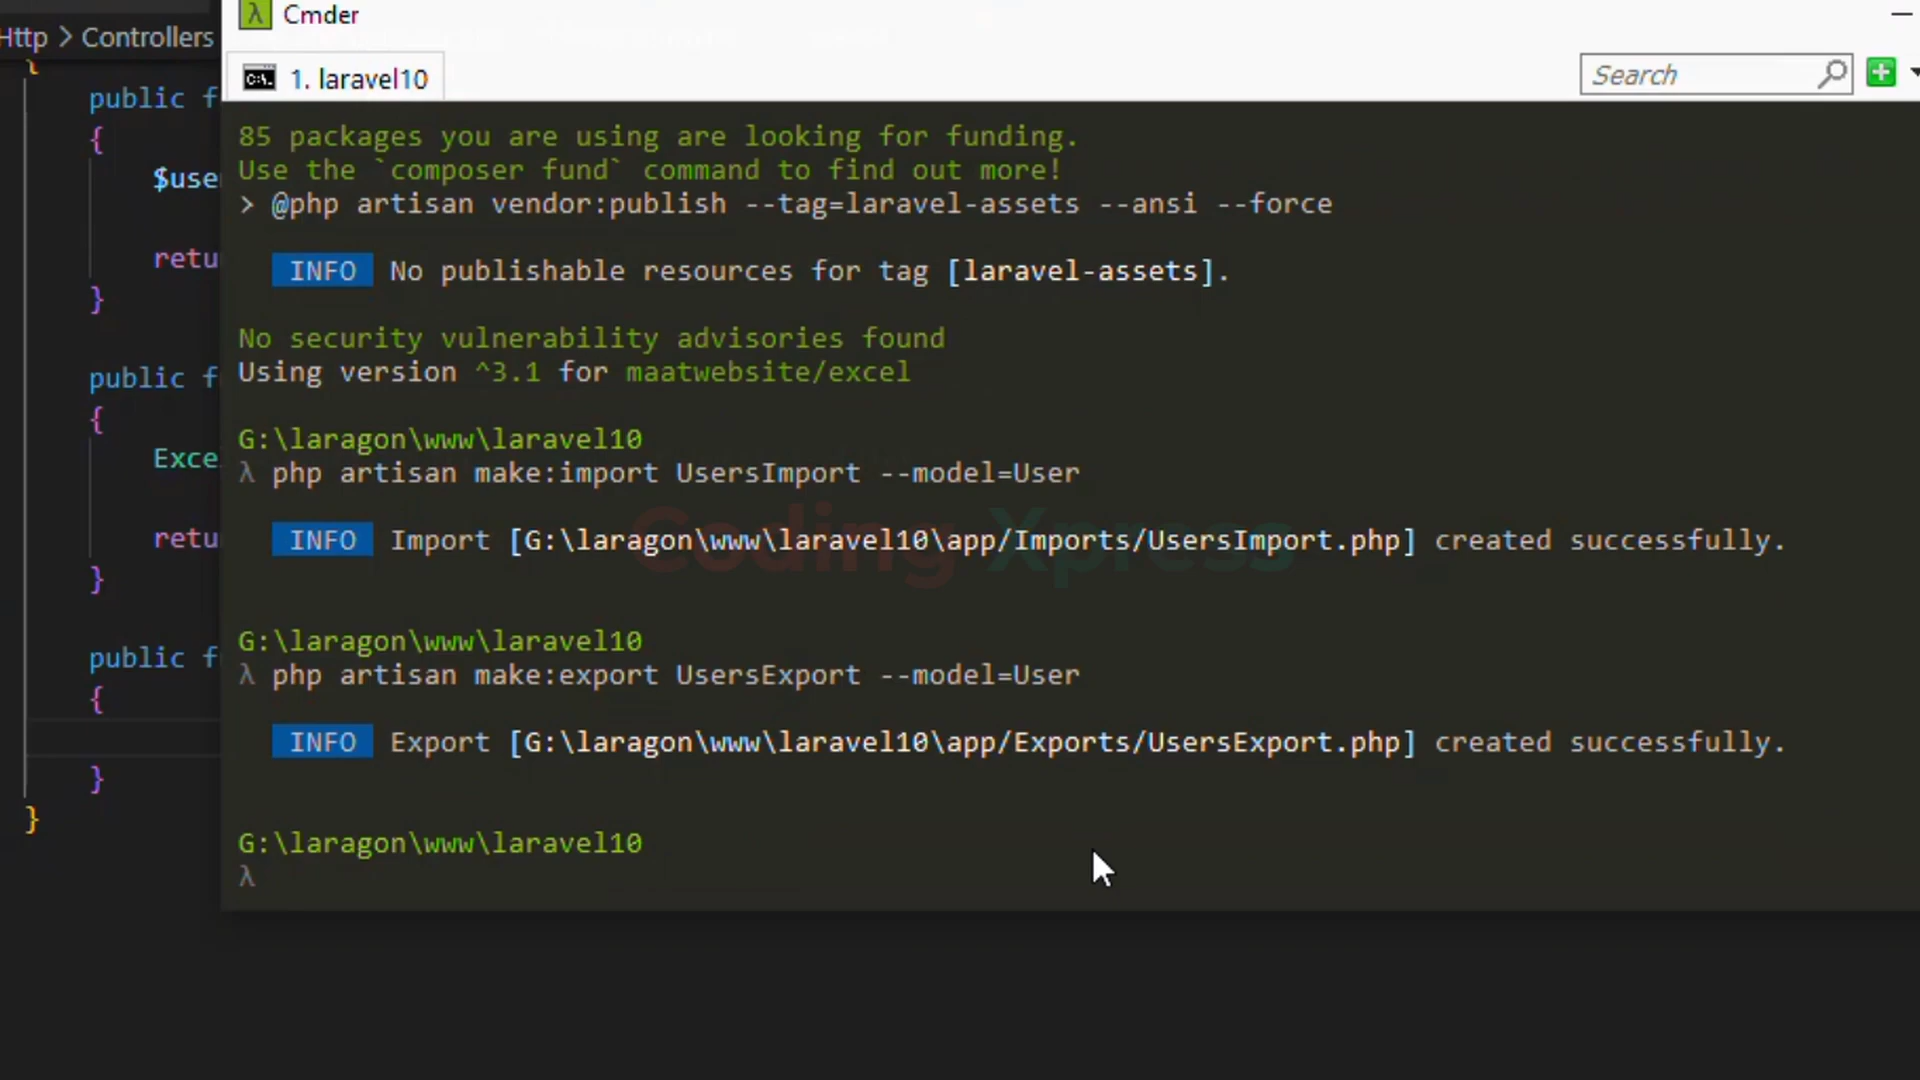 Cmder
Http > Controllers
1. laravel10
Search
{
public f
{
$use
retu
}
public f
{
Exce
retu
}
public f
{
}
}
85 packages you are using are looking for funding.
Use the `composer fund` command to find out more!
> @php artisan vendor:publish --tag=laravel-assets --ansi --force
INFO No publishable resources for tag [laravel-assets].
No security vulnerability advisories found
Using version ^3.1 for maatwebsite/excel
G:\laragon\www\laravel10
λ php artisan make:import UsersImport --model=User
INFO Import [G:\laragon\www\laravel10\app/Imports/UsersImport.php] created successfully.
Coding Xpress
G:\laragon\www\laravel10
λ php artisan make:export UsersExport --model=User
INFO Export [G:\laragon\www\laravel10\app/Exports/UsersExport.php] created successfully.
G:\laragon\www\laravel10
λ